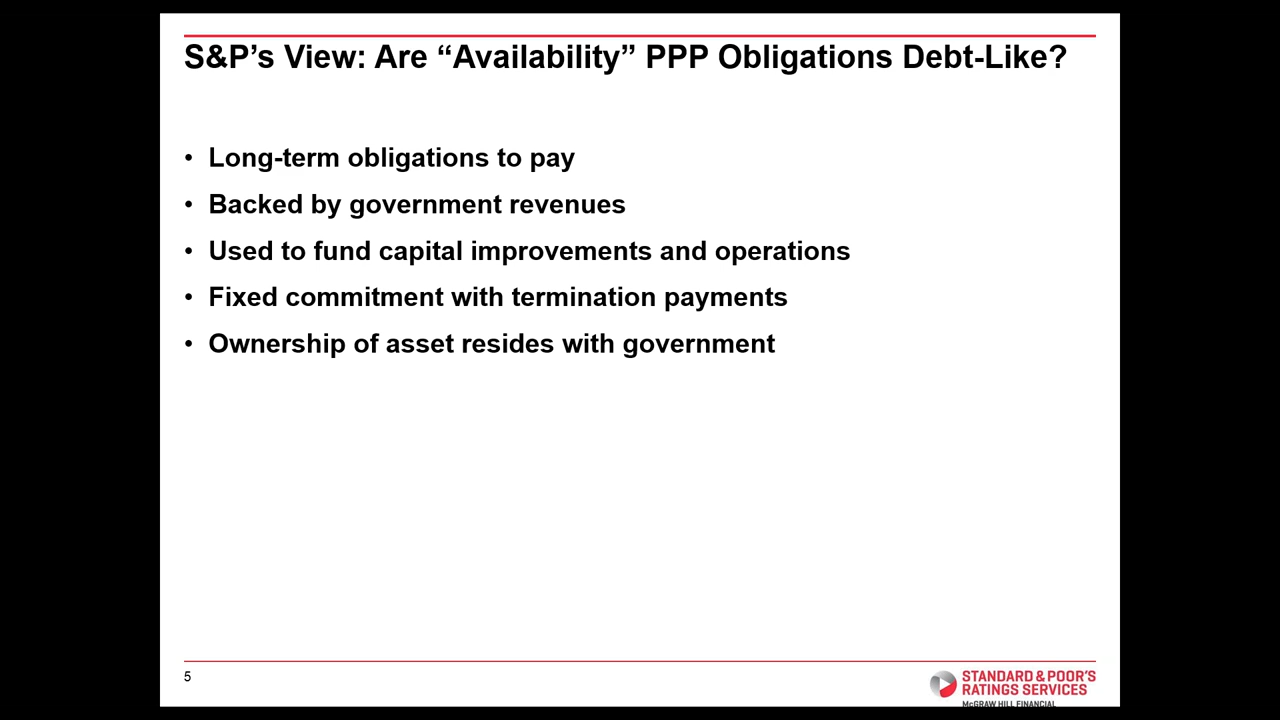 S&P’s View: Are “Availability” PPP Obligations Debt-Like?
• Long-term obligations to pay
• Backed by government revenues
• Used to fund capital improvements and operations
• Fixed commitment with termination payments
• Ownership of asset resides with government
5
STANDARD & POOR'S
RATINGS SERVICES
McGRAW HILL FINANCIAL